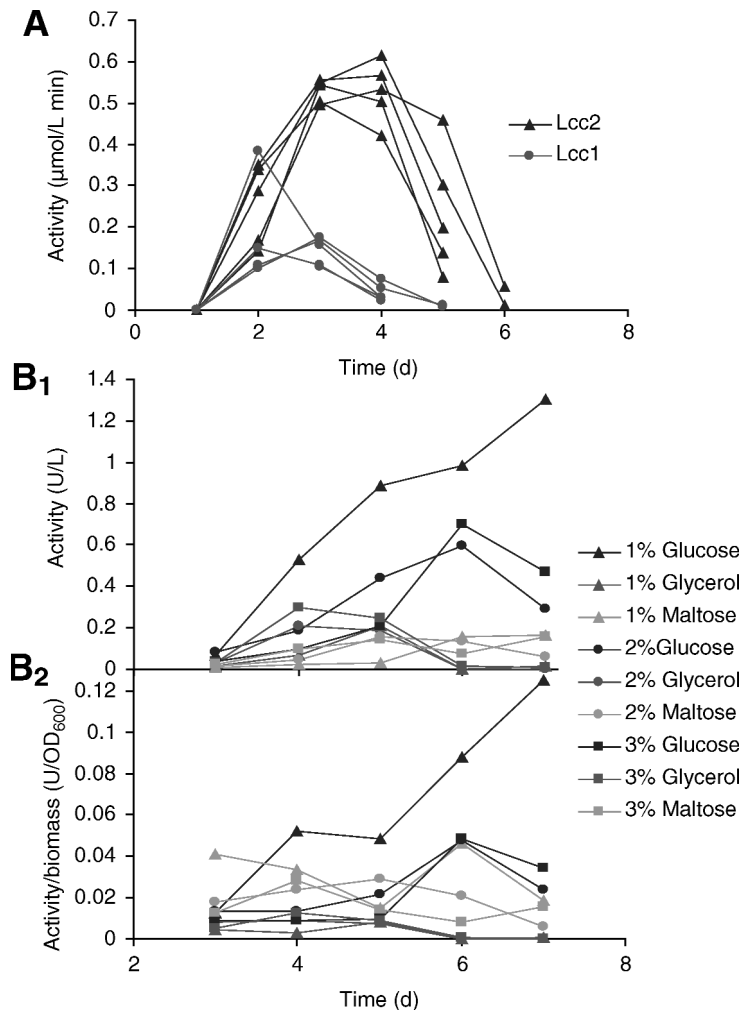 A
0.7
0.6
0.5
0.4
0.3
0.2
0.1
0
Activity (µmol/L min)
Lcc2
Lcc1
0
2
4
6
8
Time (d)
B1
1.4
1.2
1
0.8
0.6
0.4
0.2
0
Activity (U/L)
1% Glucose
1% Glycerol
1% Maltose
2%Glucose
2% Glycerol
2% Maltose
3% Glucose
3% Glycerol
3% Maltose
B2
0.12
0.1
0.08
0.06
0.04
0.02
0
Activity/biomass (U/OD600)
2
4
6
8
Time (d)